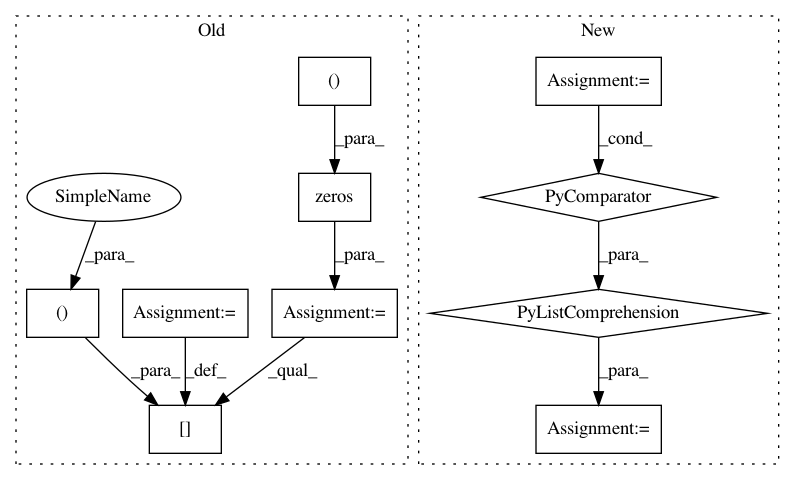 Old
New
()
Assignment:=
_para_
_cond_
SimpleName
zeros
PyComparator
_para_
_para_
_para_
()
Assignment:=
Assignment:=
PyListComprehension
_para_
_def_
_qual_
_para_
[]
Assignment:=